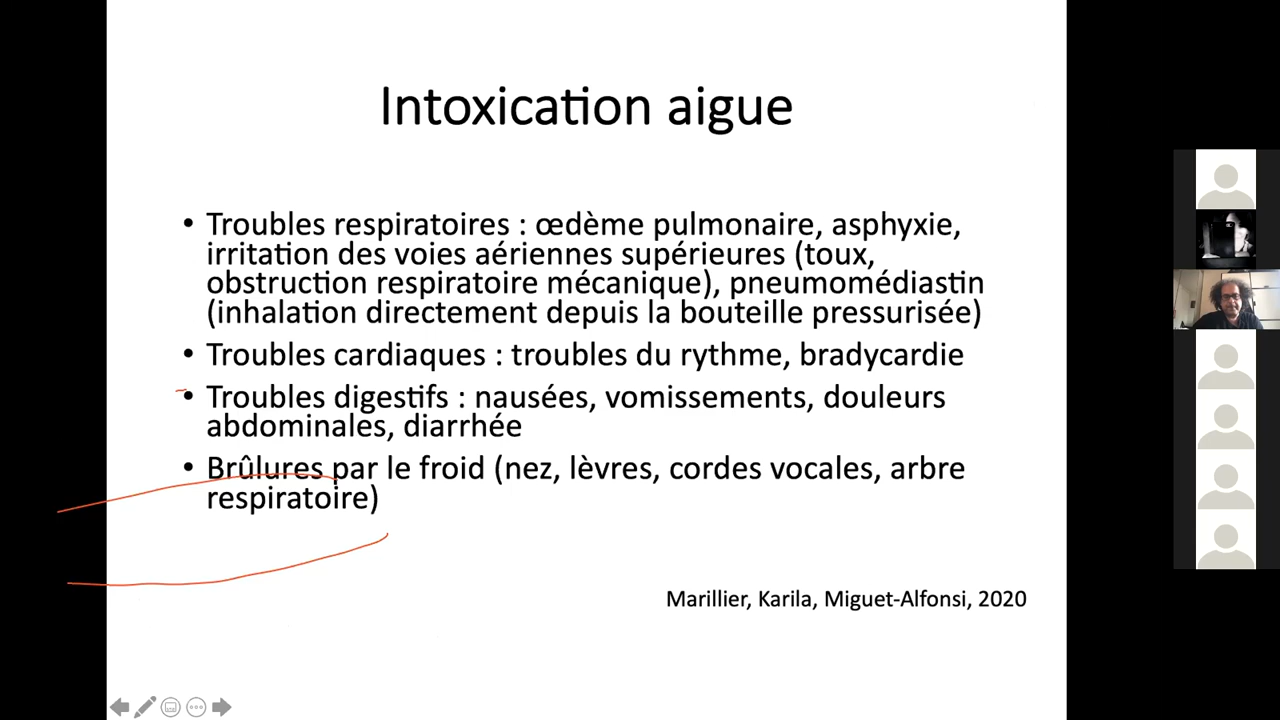 Intoxication aigue
• Troubles respiratoires : œdème pulmonaire, asphyxie,
irritation des voies aériennes supérieures (toux,
obstruction respiratoire mécanique), pneumomédiastin
(inhalation directement depuis la bouteille pressurisée)
• Troubles cardiaques : troubles du rythme, bradycardie
• Troubles digestifs : nausées, vomissements, douleurs
abdominales, diarrhée
• Brûlures par le froid (nez, lèvres, cordes vocales, arbre
respiratoire)
Marillier, Karila, Miguet-Alfonsi, 2020